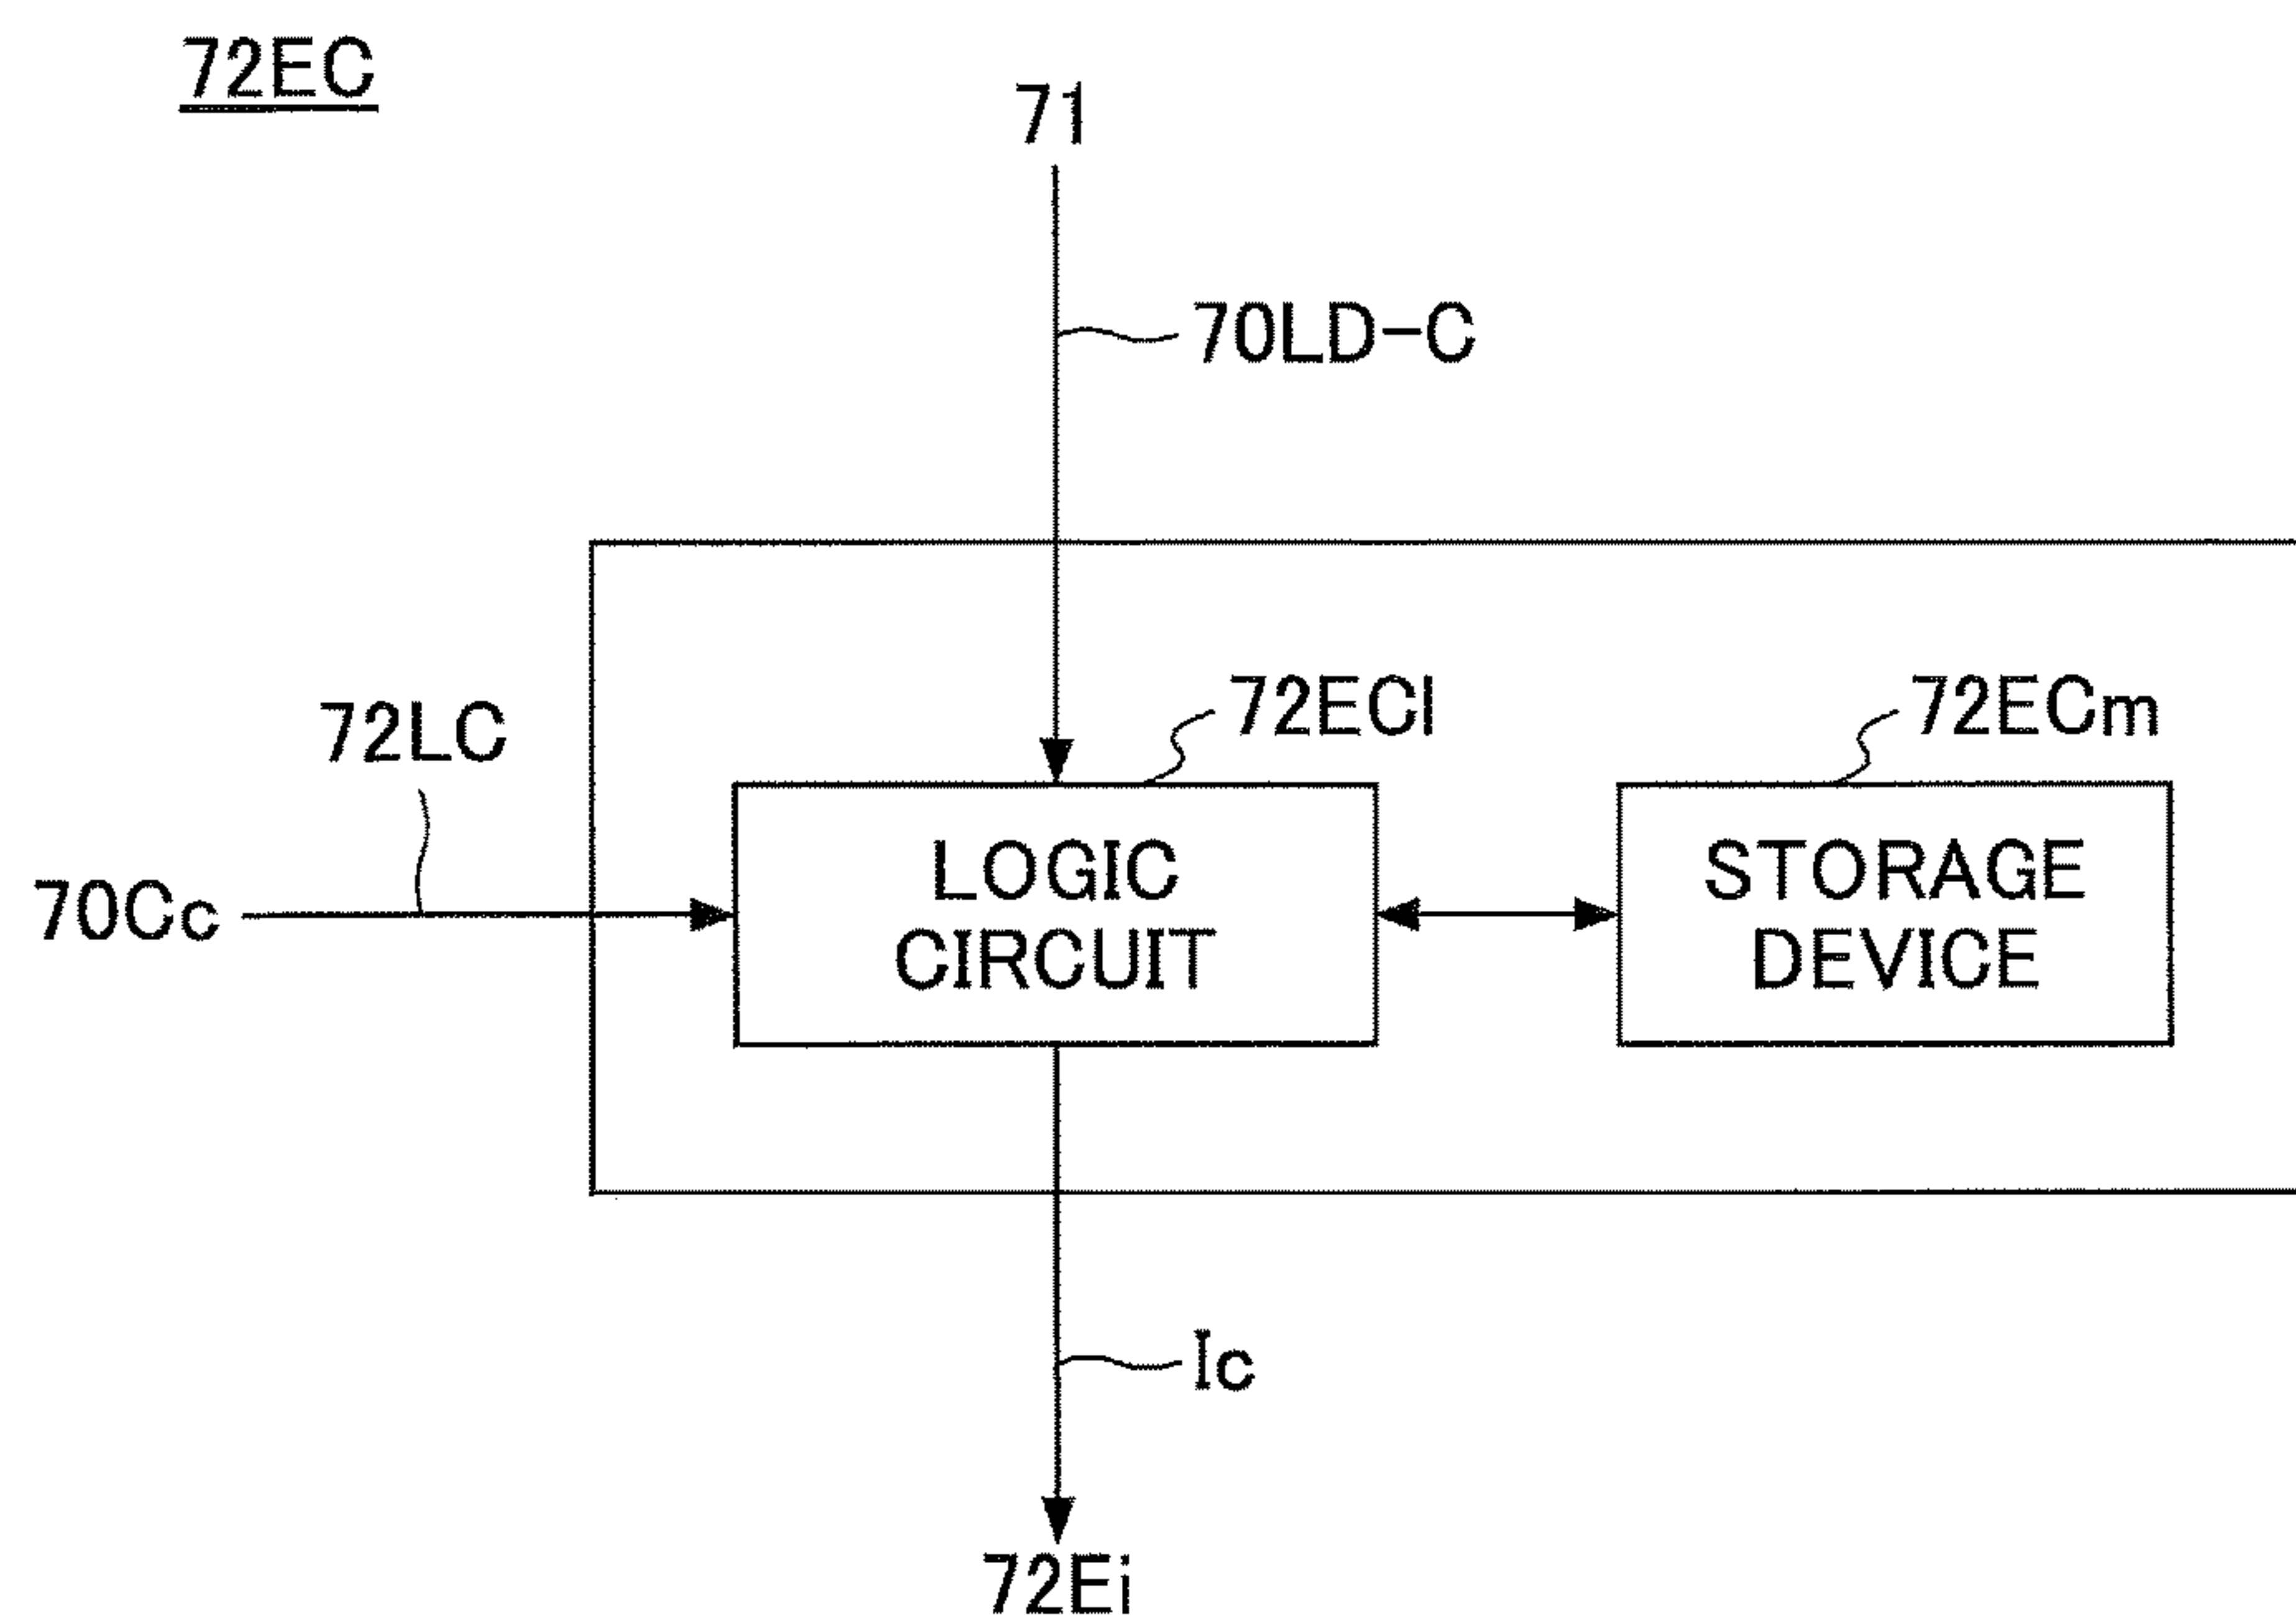 72EC
71
70LD-C
72ECl
72ECm
72LC
70Cc
LOGIC
CIRCUIT
STORAGE
DEVICE
Ic
72Ei